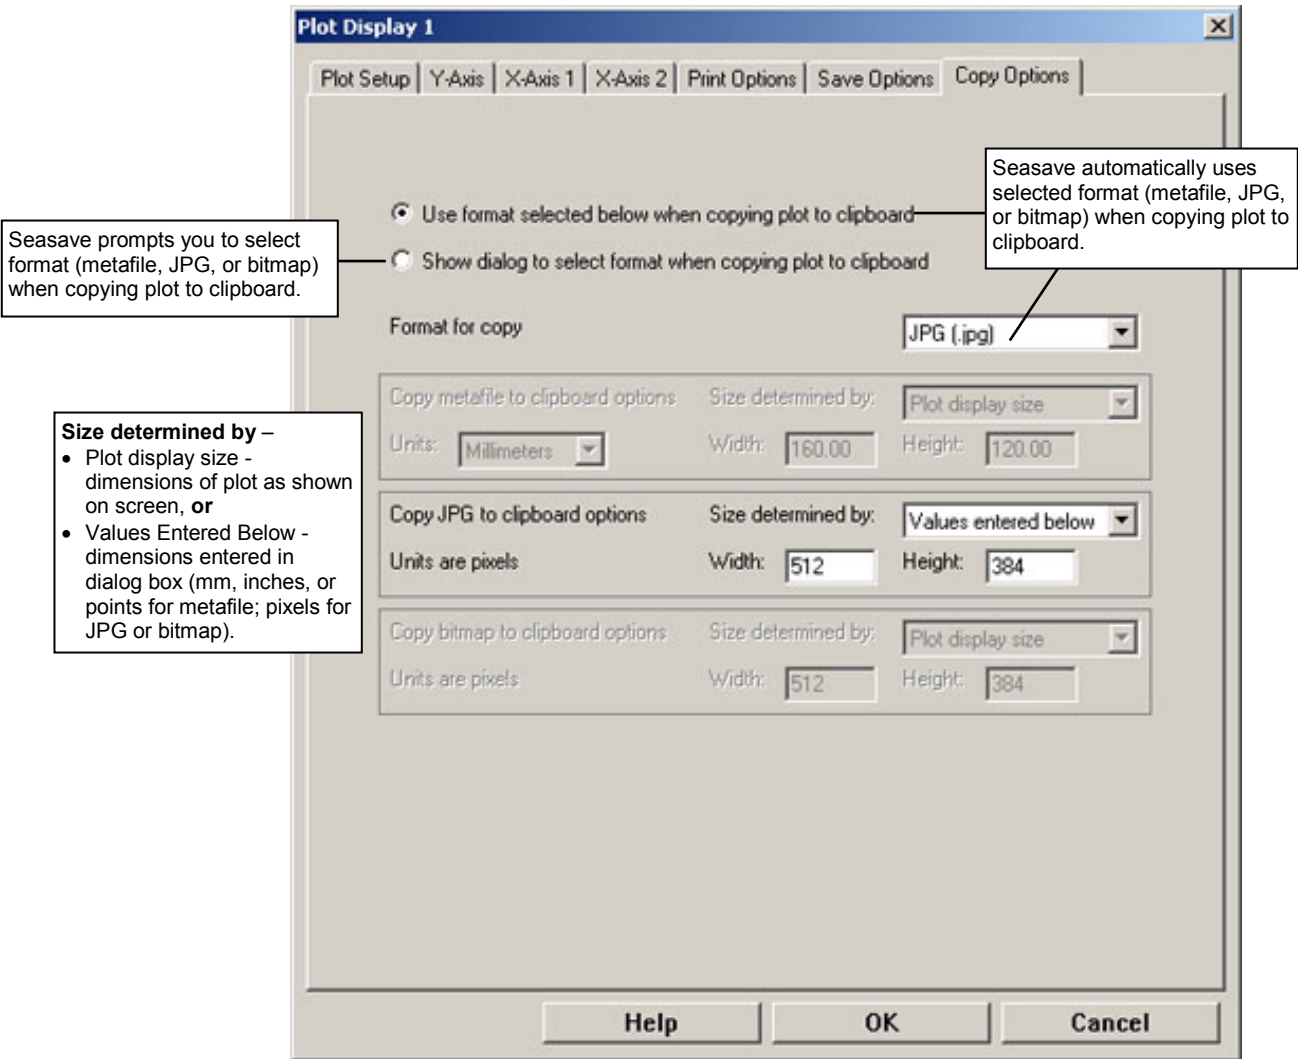 Plot Display 1
Plot Setup Y-Axis X-Axis 1 X-Axis 2 Print Options Save Options Copy Options
Seasave automatically uses
selected format (metafile, JPG,
or bitmap) when copying plot to
clipboard.
Use format selected below when copying plot to clipboard
Seasave prompts you to select
format (metafile, JPG, or bitmap)
when copying plot to clipboard.
Show dialog to select format when copying plot to clipboard
Format for copy JPG (.jpg)
Copy metafile to clipboard options Size determined by: Plot display size
Units: Millimeters Width: 160.00 Height: 120.00
Size determined by –
• Plot display size -
dimensions of plot as shown
on screen, or
• Values Entered Below -
dimensions entered in
dialog box (mm, inches, or
points for metafile; pixels for
JPG or bitmap).
Copy JPG to clipboard options Size determined by: Values entered below
Units are pixels Width: 512 Height: 384
Copy bitmap to clipboard options Size determined by: Plot display size
Units are pixels Width: 512 Height: 384
Help OK Cancel